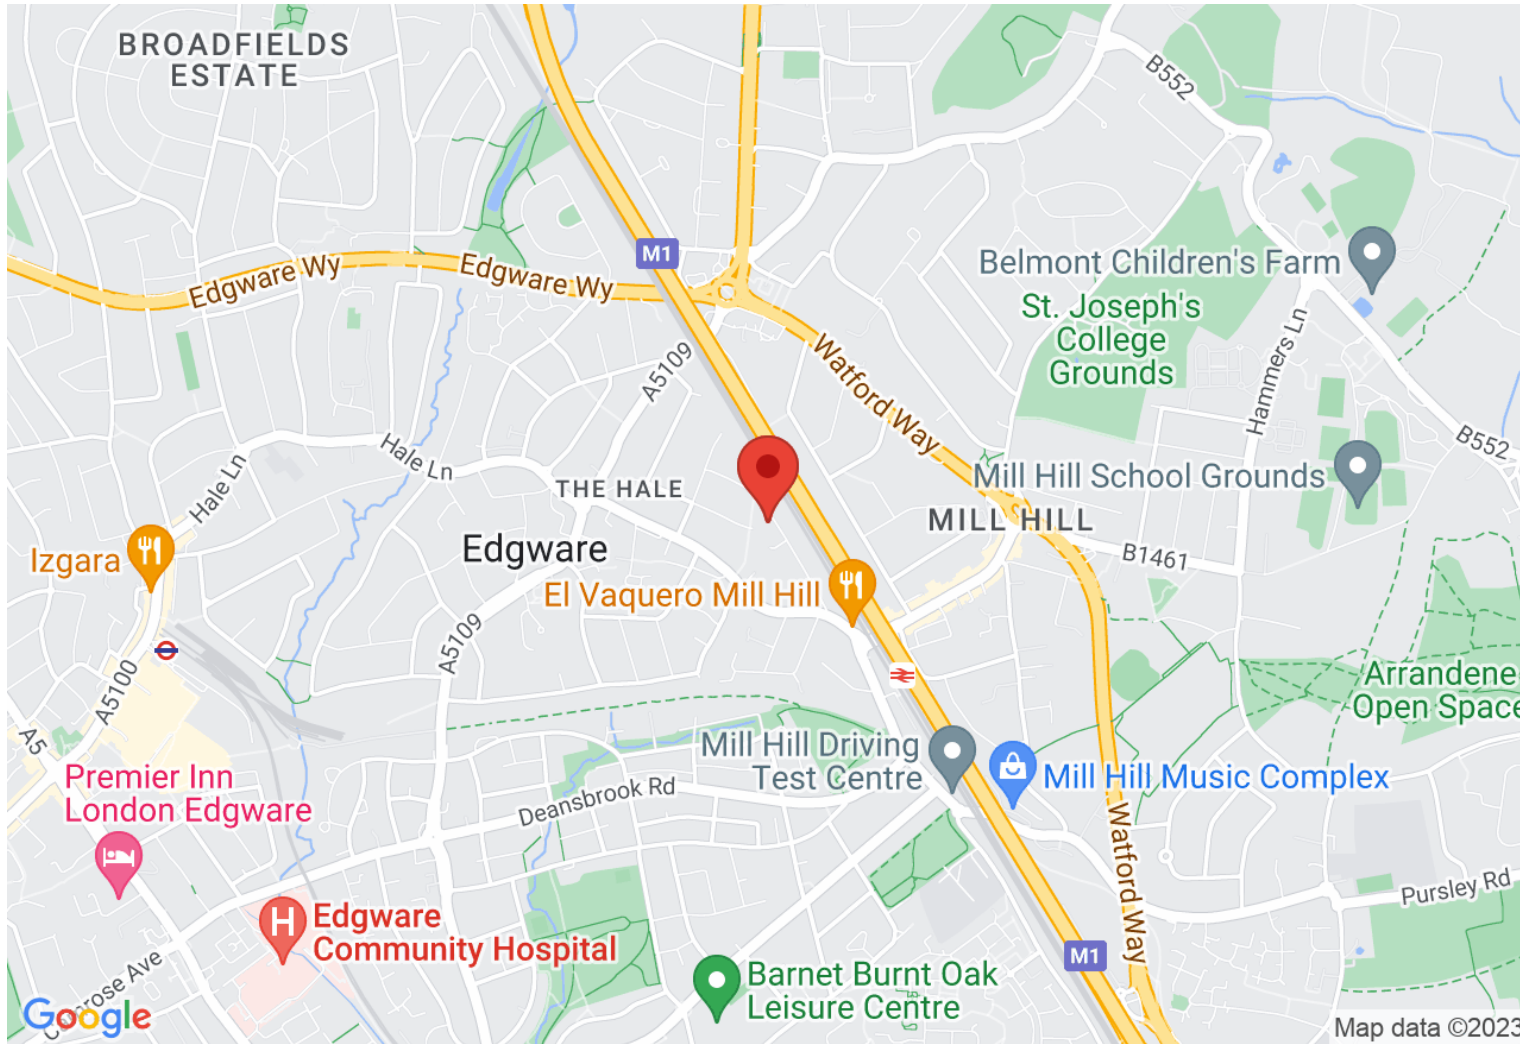 BROADFIELDS
ESTATE
B552
M1
Edgware Wy
Edgware Wy
Belmont Children's Farm
St. Joseph's
College
Grounds
A5109
Watford Way
Hammers Ln
Hale Ln
B552
Hale Ln
THE HALE
Mill Hill School Grounds
MILL HILL
Izgara
Edgware
B1461
El Vaquero Mill Hill
A5109
A5100
Arrandene
Open Space
A5
Mill Hill Driving
Test Centre
Premier Inn
London Edgware
Mill Hill Music Complex
Deansbrook Rd
Watford Way
Pursley Rd
H
Edgware
Community Hospital
M1
Barnet Burnt Oak
Leisure Centre
Ave
Google
Map data ©2023